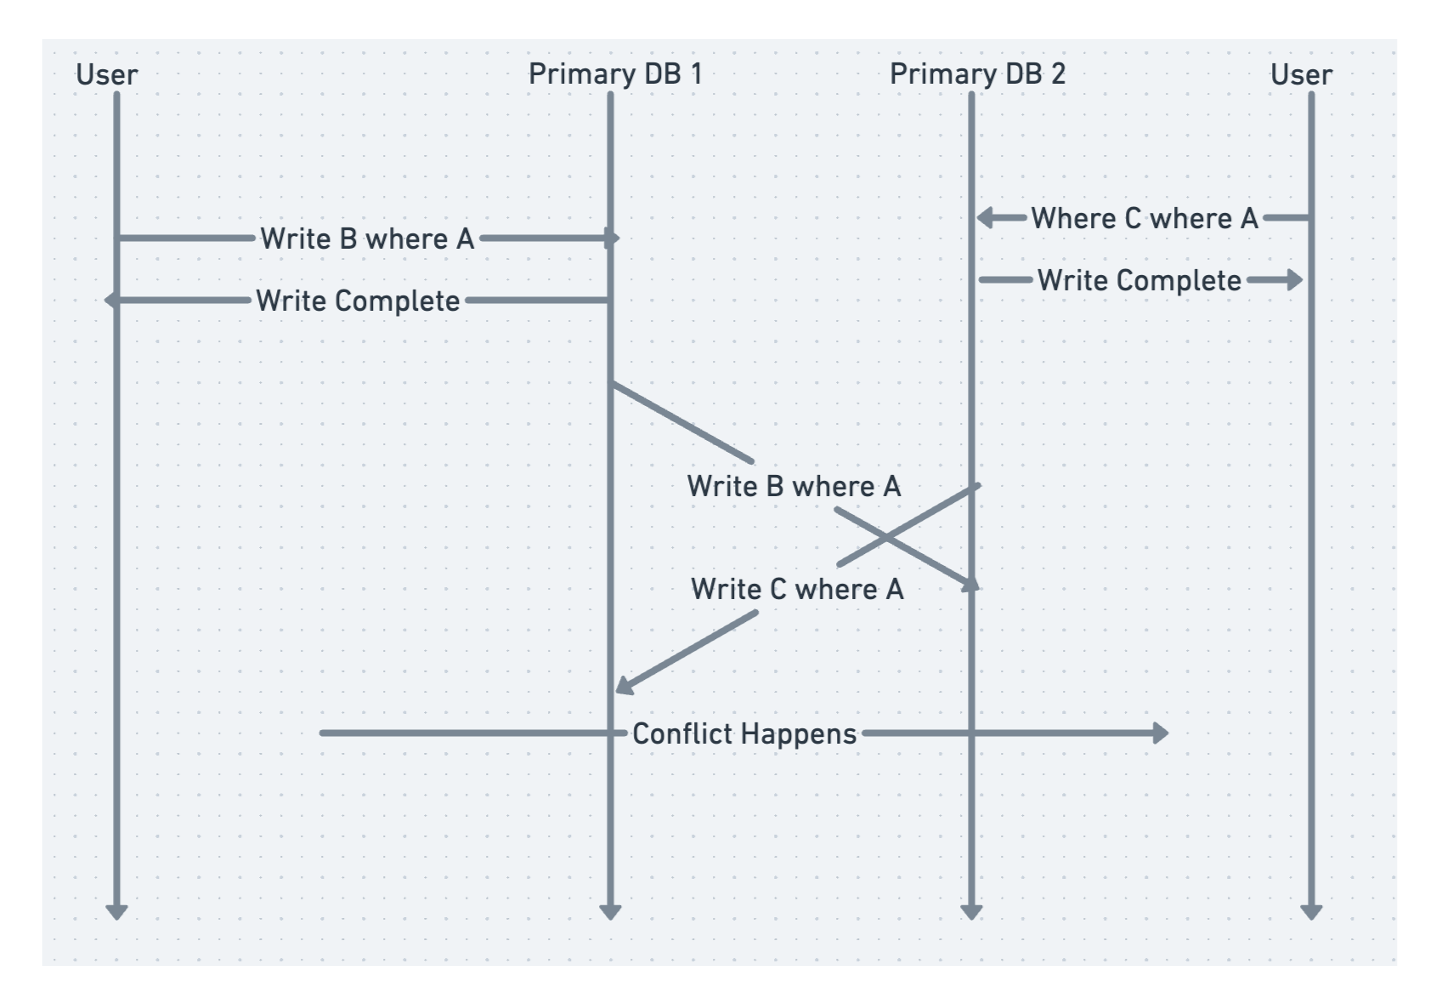 User
Primary DB 1
Primary DB 2
User
Where C where A
Write B where A
Write Complete
Write Complete
Write B where A
Write C where A
Conflict Happens